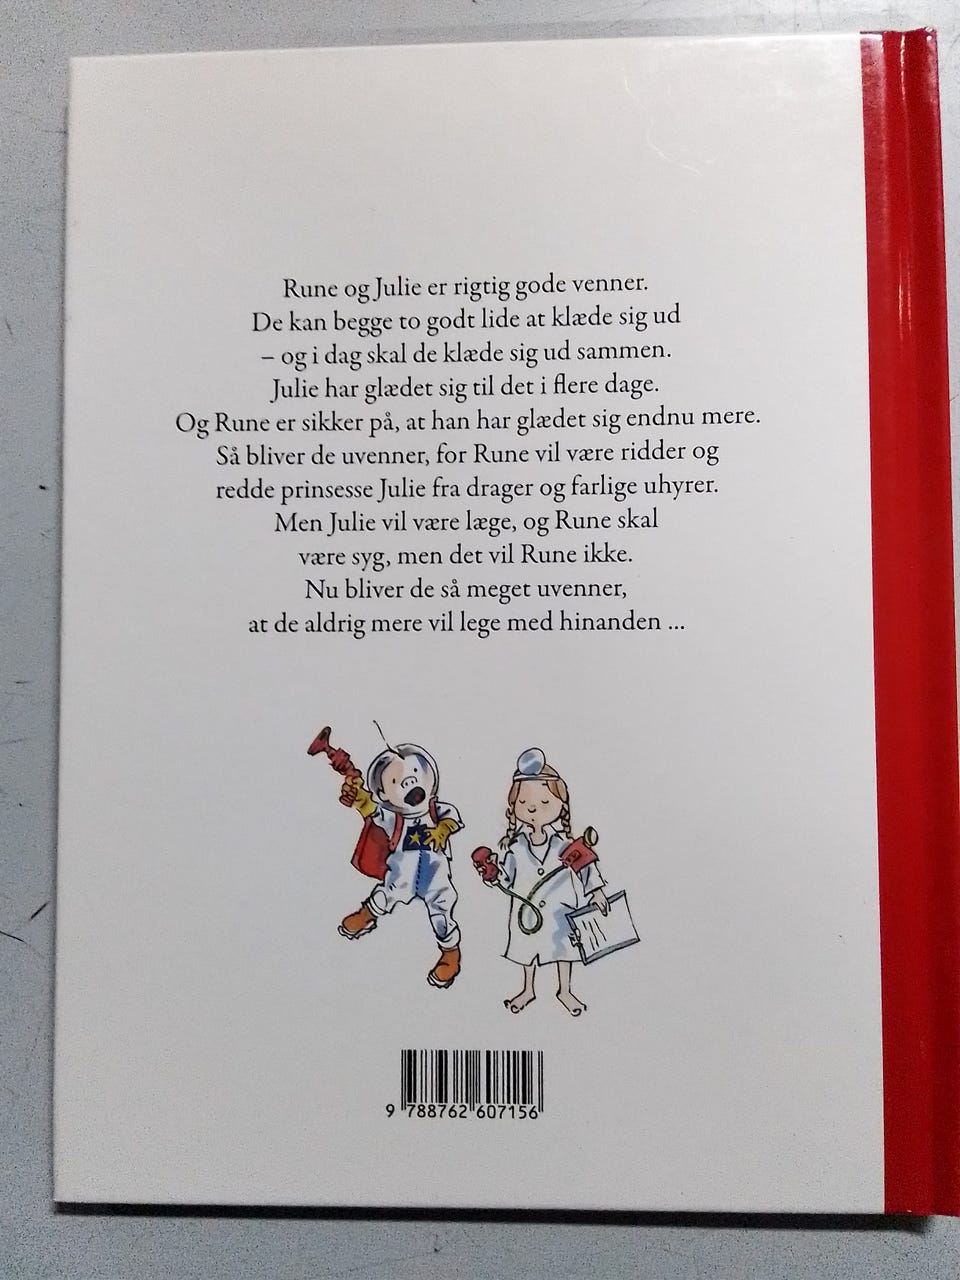 Rune og Julie er rigtig gode venner.
De kan begge to godt lide at klæde sig ud
– og i dag skal de klæde sig ud sammen.
Julie har glædet sig til det i flere dage.
Og Rune er sikker på, at han har glædet sig endnu mere.
Så bliver de uvenner, for Rune vil være ridder og
redde prinsesse Julie fra drager og farlige uhyrer.
Men Julie vil være læge, og Rune skal
være syg, men det vil Rune ikke.
Nu bliver de så meget uvenner,
at de aldrig mere vil lege med hinanden ...
9 788762 607156